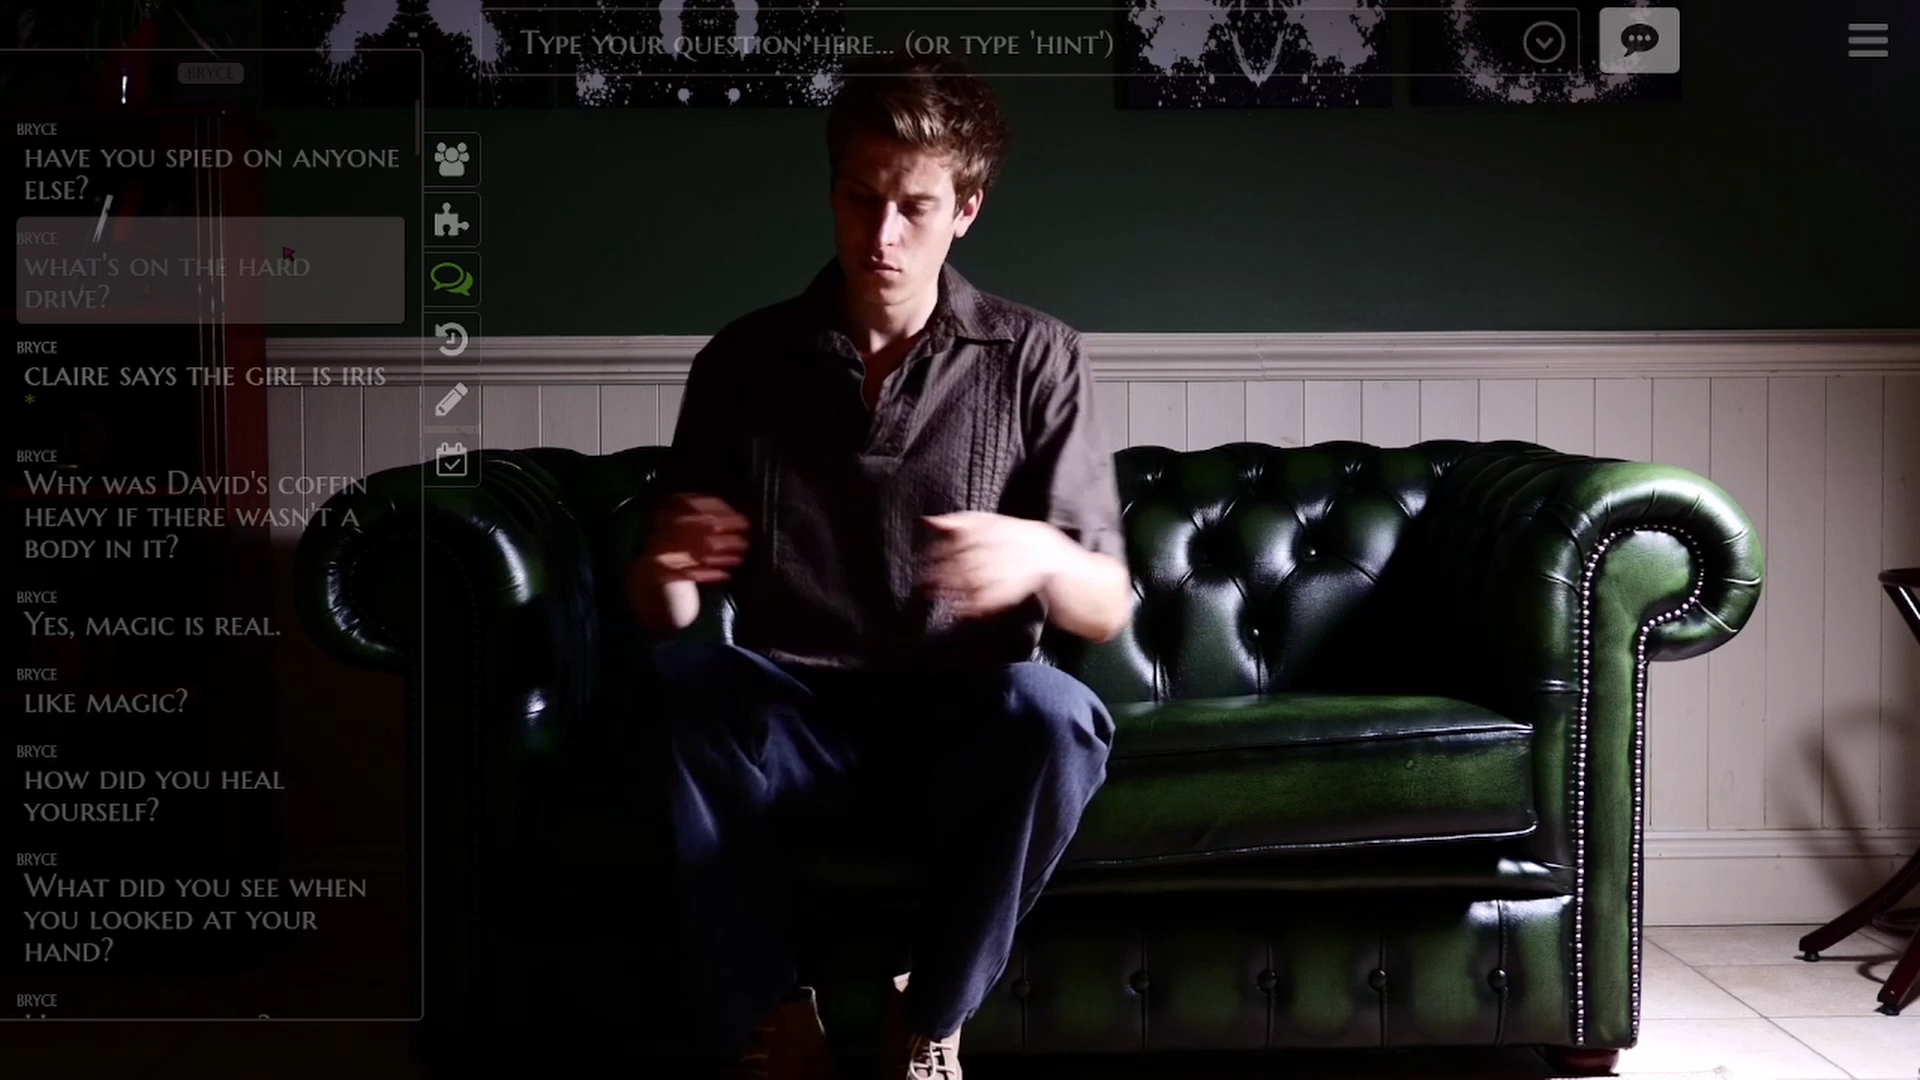 Type your question here... (or type 'hint')
BRYCE
BRYCE
HAVE YOU SPIED ON ANYONE
ELSE?
BRYCE
WHAT'S ON THE HARD
DRIVE?
BRYCE
CLAIRE SAYS THE GIRL IS IRIS
*
BRYCE
Why was David's coffin
heavy if there wasn't a
body in it?
BRYCE
Yes, magic is real.
BRYCE
LIKE MAGIC?
BRYCE
HOW DID YOU HEAL
YOURSELF?
BRYCE
What did you see when
you looked at your
hand?
BRYCE